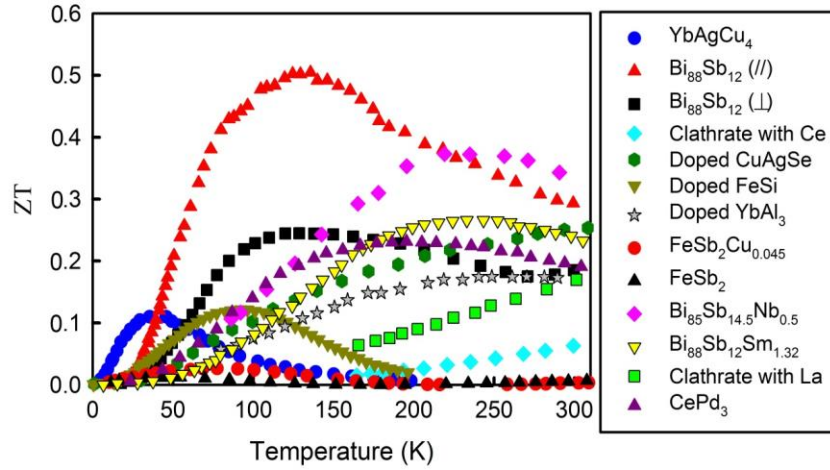 0.6
0.5
0.4
0.3
0.2
0.1
0.0
ZT
0 50 100 150 200 250 300
Temperature (K)
YbAgCu₄
Bi₈₈Sb₁₂ (//)
Bi₈₈Sb₁₂ (⊥)
Clathrate with Ce
Doped CuAgSe
Doped FeSi
Doped YbAl₃
FeSb₂Cu₀.₀₄₅
FeSb₂
Bi₈₅Sb₁₄.₅Nb₀.₅
Bi₈₈Sb₁₂Sm₁.₃₂
Clathrate with La
CePd₃